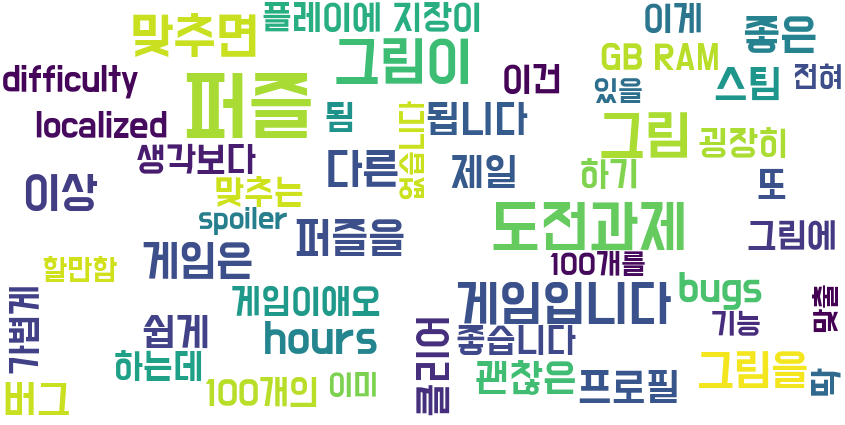 플레이에 지장이
이게
맞추면
그림이
좋은
GB RAM
difficulty
퍼즐
이건
스팀
전혀
있을
localized
됨
없습니다
됩니다
그림
굉장히
생각보다
다른
제일
하기
또
이상
맞추는
spoiler
퍼즐을
도전과제
그림에
게임은
100개를
할만함
가볍게
게임이애오
게임입니다
bugs
맞출
쉽게
hours
클리어
좋습니다
기능
하는데
그림을
버그
100개의
이미
괜찮은
프로필
밖